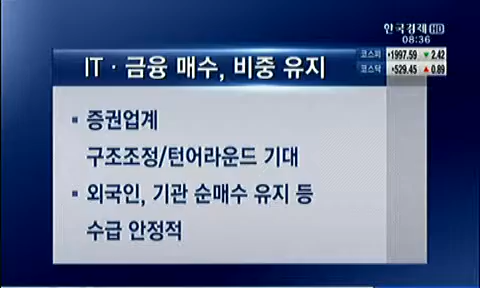 한국경제 HD
08:36
코스피 1997.59 ▼ 2.42
코스닥 529.45 ▲ 0.89
IT · 금융 매수, 비중 유지
▪ 증권업계
구조조정/턴어라운드 기대
▪ 외국인, 기관 순매수 유지 등
수급 안정적